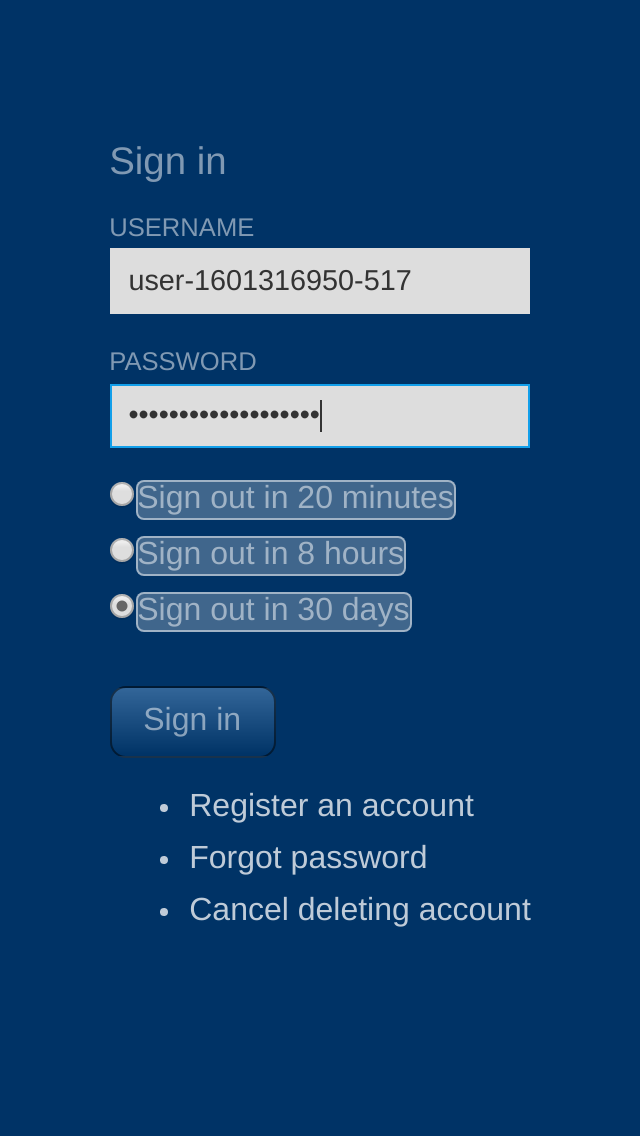 Sign in
USERNAME
user-1601316950-517
PASSWORD
•••••••••••••••••••
Sign out in 20 minutes
Sign out in 8 hours
Sign out in 30 days
Sign in
• Register an account
• Forgot password
• Cancel deleting account